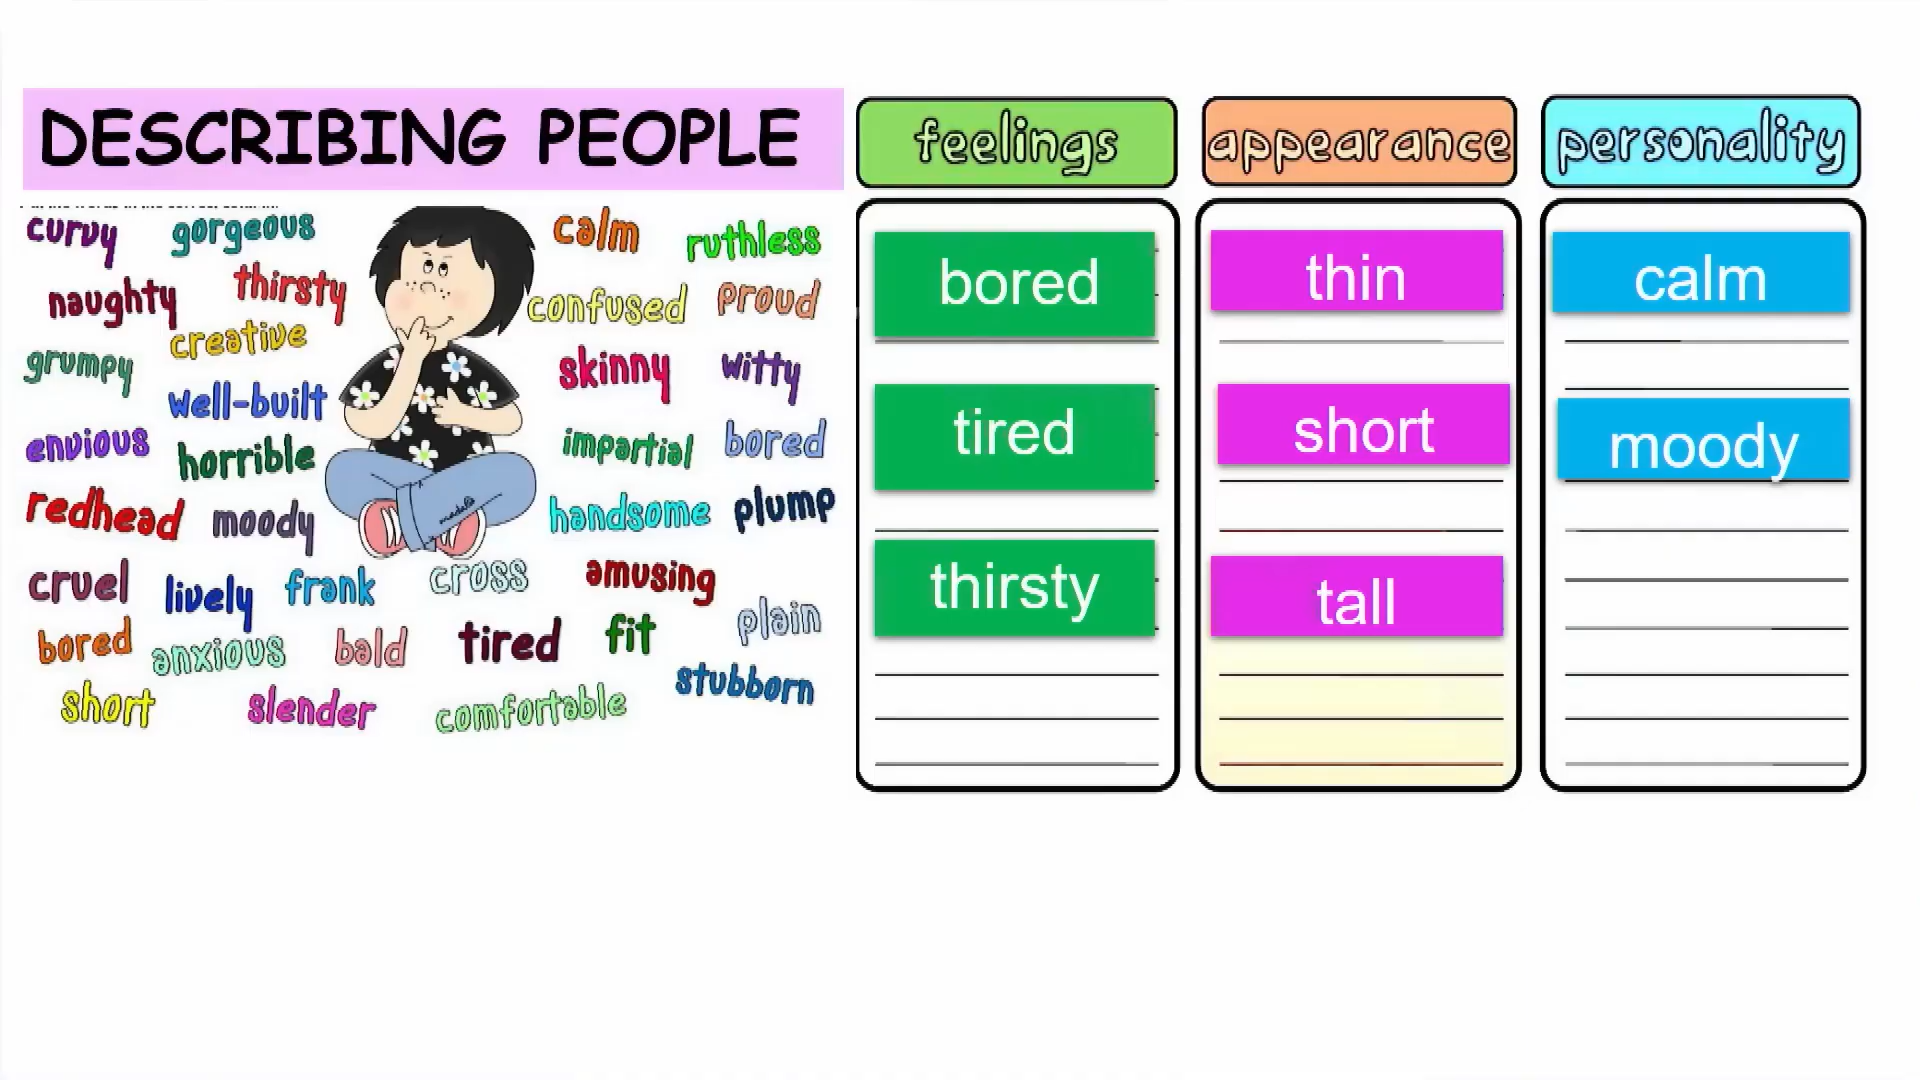 DESCRIBING PEOPLE
curvy gorgeous calm ruthless
naughty thirsty confused proud
creative
grumpy skinny witty
well-built
envious horrible impartial bored
redhead moody handsome plump
cruel lively frank cross amusing
bored anxious bald tired fit plain
short slender comfortable stubborn
feelings
bored
tired
thirsty
appearance
thin
short
tall
personality
calm
moody